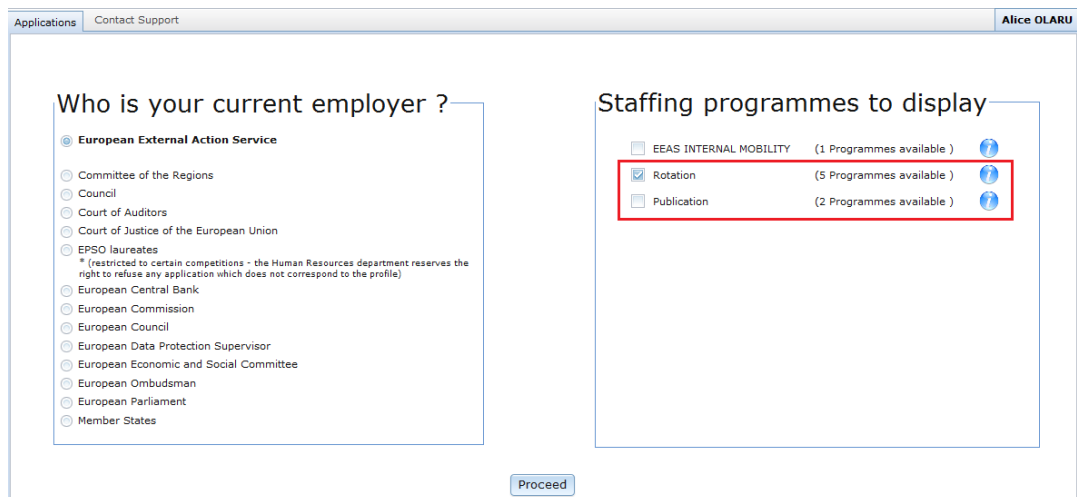 Applications
Contact Support
Alice OLARU
Who is your current employer ?
European External Action Service
Committee of the Regions
Council
Court of Auditors
Court of Justice of the European Union
EPSO laureates
* (restricted to certain competitions - the Human Resources department reserves the
right to refuse any application which does not correspond to the profile)
European Central Bank
European Commission
European Council
European Data Protection Supervisor
European Economic and Social Committee
European Ombudsman
European Parliament
Member States
Staffing programmes to display
EEAS INTERNAL MOBILITY (1 Programmes available )
Rotation (5 Programmes available )
Publication (2 Programmes available )
Proceed